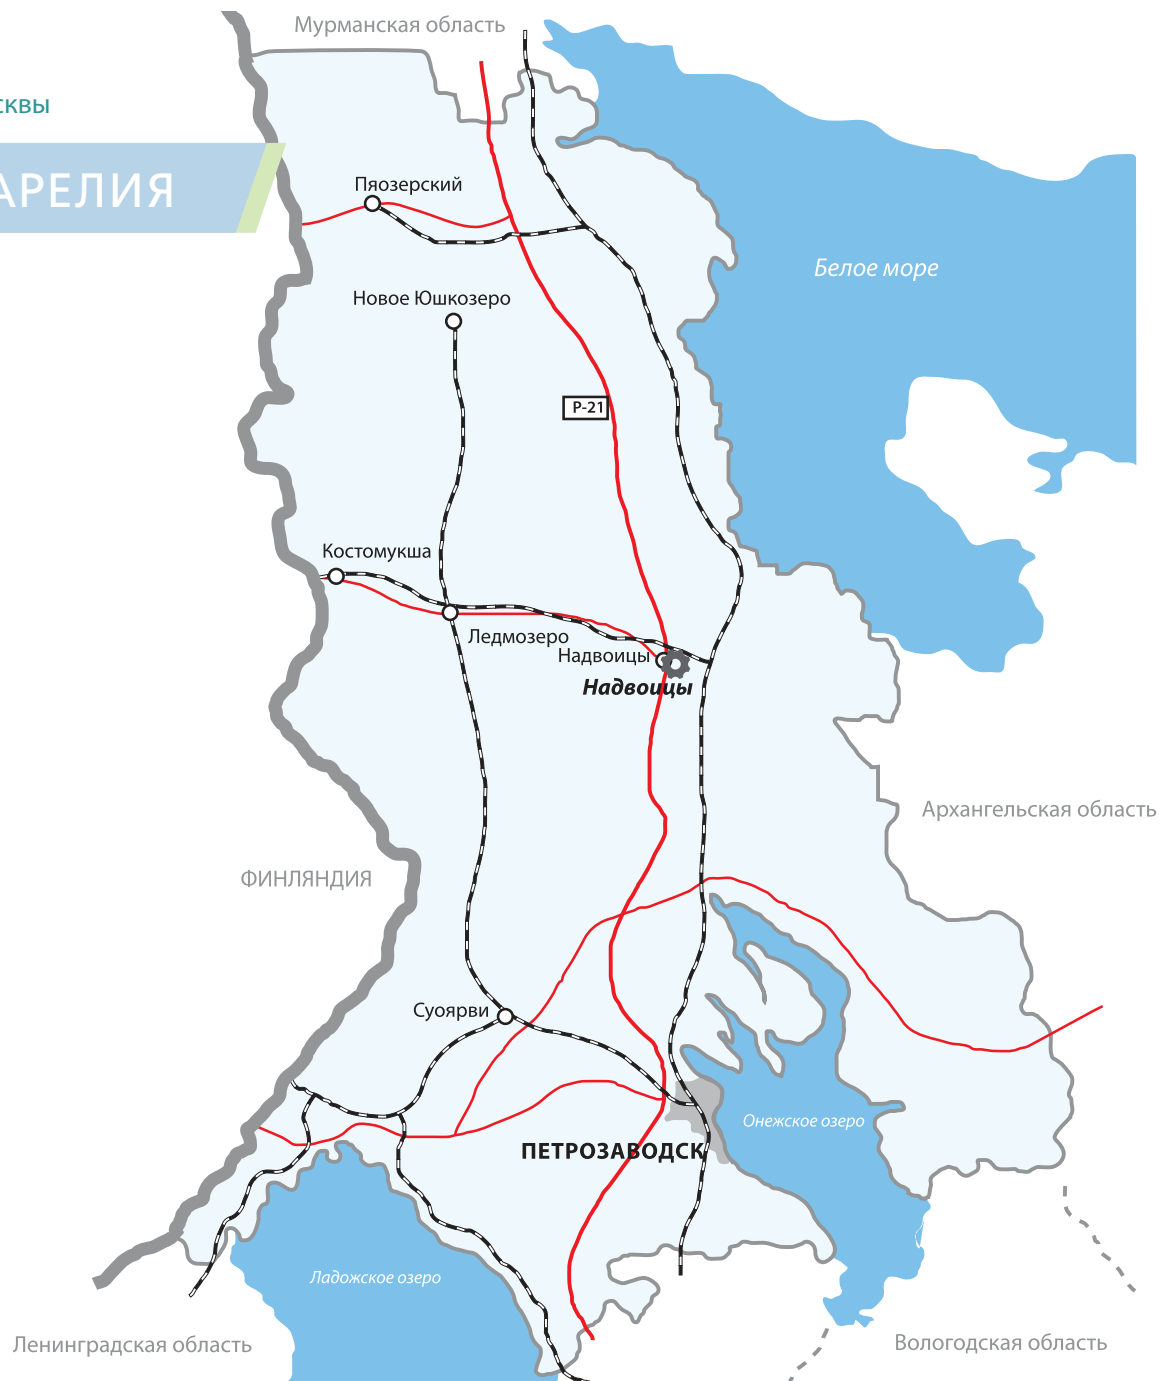 Мурманская область
сквы
АРЕЛИЯ
Пяозерский
Белое море
Новое Юшкозеро
Р-21
Костомукша
Ледмозеро
Надвоицы
Надвоицы
Архангельская область
ФИНЛЯНДИЯ
Суоярви
Онежское озеро
ПЕТРОЗАВОДСК
Ладожское озеро
Ленинградская область
Вологодская область